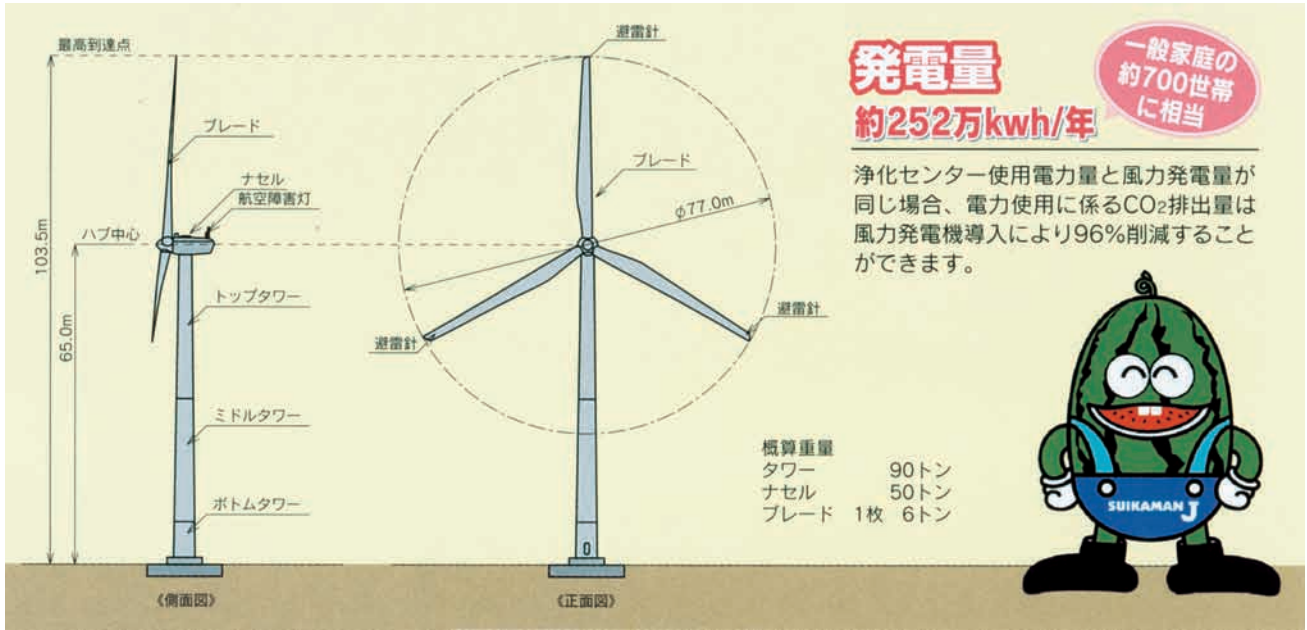 最高到達点
ブレード
ナセル
航空障害灯
ハブ中心
トップタワー
ミドルタワー
ボトムタワー
103.5m
65.0m
《側面図》
避雷針
ブレード
φ77.0m
避雷針
避雷針
《正面図》
発電量
約252万kwh/年
一般家庭の
約700世帯
に相当
浄化センター使用電力量と風力発電量が
同じ場合、電力使用に係るCO₂排出量は
風力発電機導入により96%削減すること
ができます。
概算重量
タワー 90トン
ナセル 50トン
ブレード 1枚 6トン
SUIKAMAN J